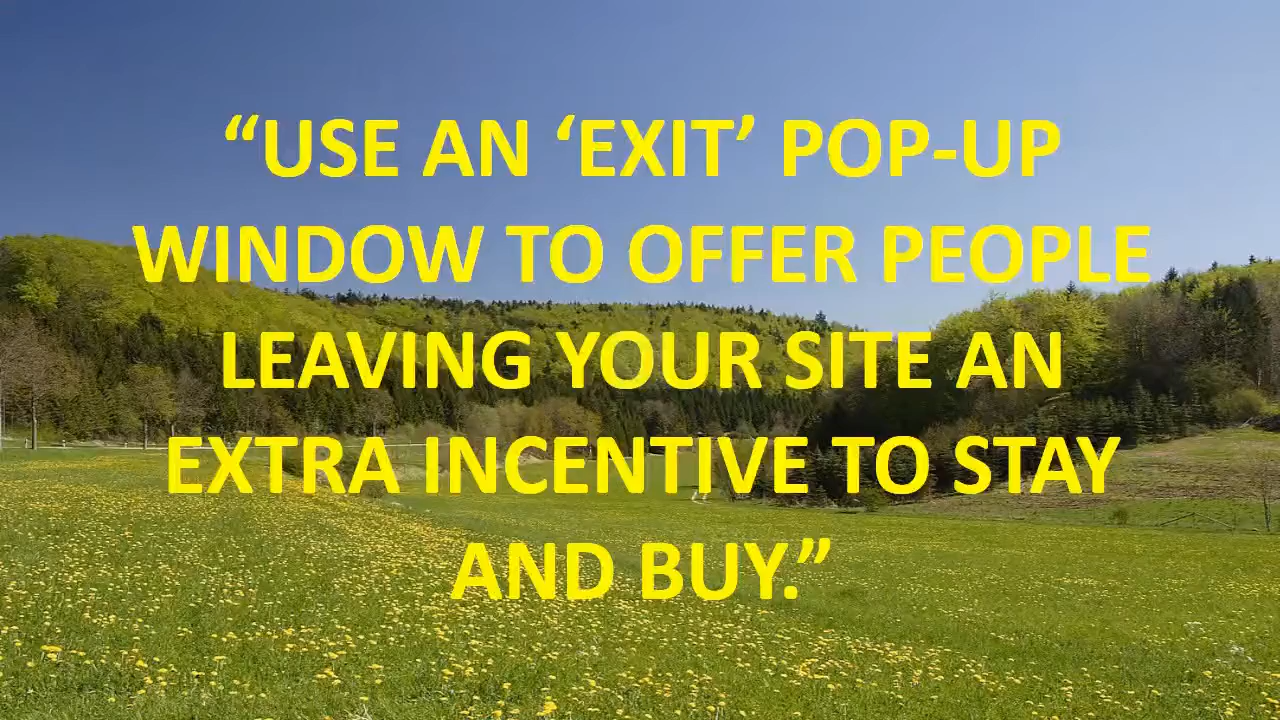 “USE AN ‘EXIT’ POP-UP
WINDOW TO OFFER PEOPLE
LEAVING YOUR SITE AN
EXTRA INCENTIVE TO STAY
AND BUY.”